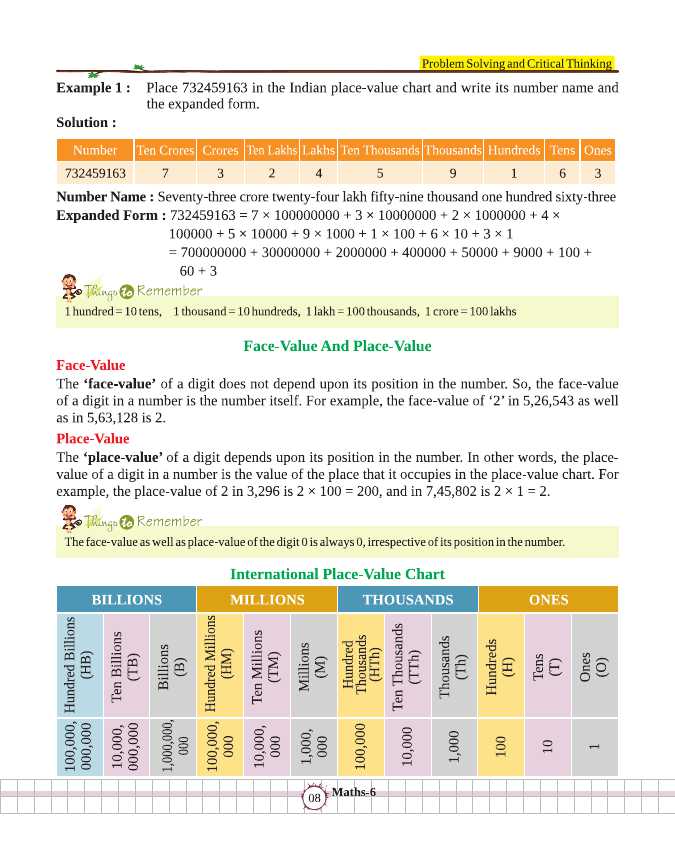 Problem Solving and Critical Thinking
Example 1 : Place 732459163 in the Indian place-value chart and write its number name and
the expanded form.
Solution :
Number Ten Crores Crores Ten Lakhs Lakhs Ten Thousands Thousands Hundreds Tens Ones
732459163 7 3 2 4 5 9 1 6 3
Number Name : Seventy-three crore twenty-four lakh fifty-nine thousand one hundred sixty-three
Expanded Form : 732459163 = 7 × 100000000 + 3 × 10000000 + 2 × 1000000 + 4 ×
100000 + 5 × 10000 + 9 × 1000 + 1 × 100 + 6 × 10 + 3 × 1
= 700000000 + 30000000 + 2000000 + 400000 + 50000 + 9000 + 100 +
60 + 3
Things to Remember
1 hundred = 10 tens, 1 thousand = 10 hundreds, 1 lakh = 100 thousands, 1 crore = 100 lakhs
Face-Value And Place-Value
Face-Value
The ‘face-value’ of a digit does not depend upon its position in the number. So, the face-value
of a digit in a number is the number itself. For example, the face-value of ‘2’ in 5,26,543 as well
as in 5,63,128 is 2.
Place-Value
The ‘place-value’ of a digit depends upon its position in the number. In other words, the place-
value of a digit in a number is the value of the place that it occupies in the place-value chart. For
example, the place-value of 2 in 3,296 is 2 × 100 = 200, and in 7,45,802 is 2 × 1 = 2.
Things to Remember
The face-value as well as place-value of the digit 0 is always 0, irrespective of its position in the number.
International Place-Value Chart
BILLIONS MILLIONS THOUSANDS ONES
Hundred Billions
(HB)
Ten Billions
(TB)
Billions
(B)
Hundred Millions
(HM)
Ten Millions
(TM)
Millions
(M)
Hundred
Thousands
(HTh)
Ten Thousands
(TTh)
Thousands
(Th)
Hundreds
(H)
Tens
(T)
Ones
(O)
100,000,
000,000
10,000,
000,000
1,000,000,
000
100,000,
000
10,000,
000
1,000,
000
100,000
10,000
1,000
100
10
1
08 Maths-6